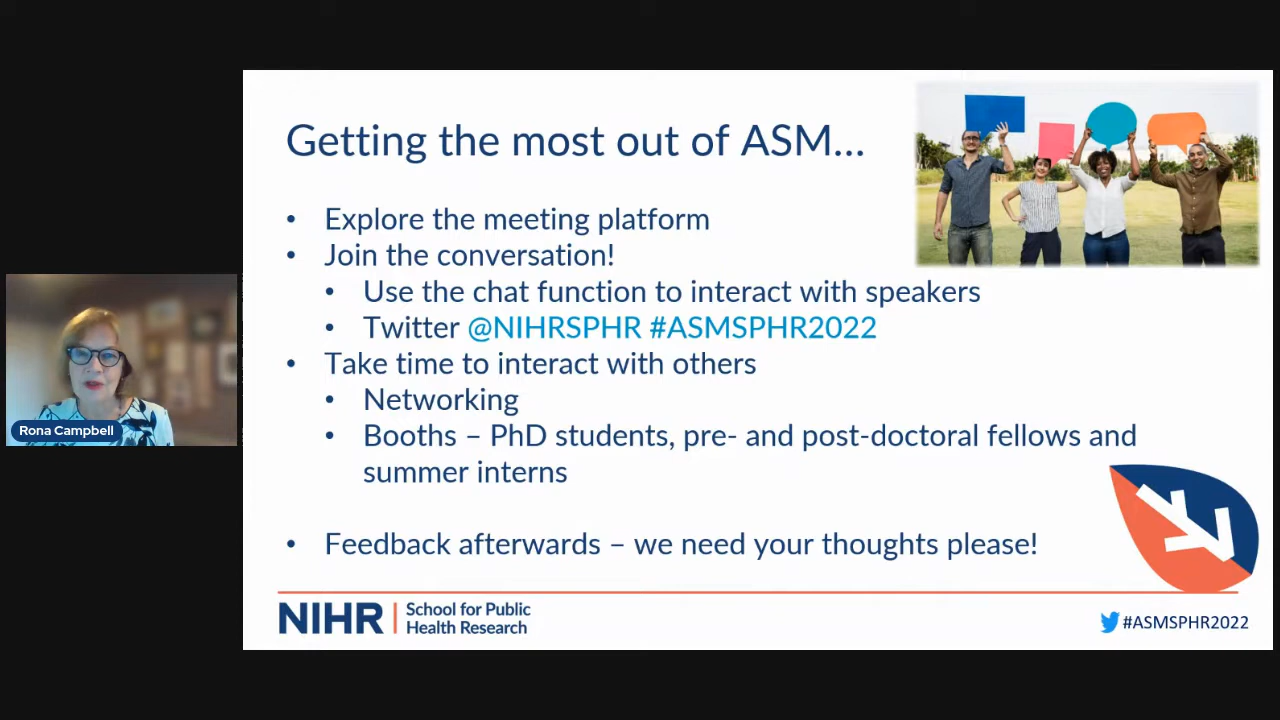 Getting the most out of ASM...
• Explore the meeting platform
• Join the conversation!
• Use the chat function to interact with speakers
• Twitter @NIHRSPHR #ASMSPHR2022
• Take time to interact with others
• Networking
• Booths – PhD students, pre- and post-doctoral fellows and
summer interns
• Feedback afterwards – we need your thoughts please!
Rona Campbell
NIHR | School for Public
Health Research
#ASMSPHR2022